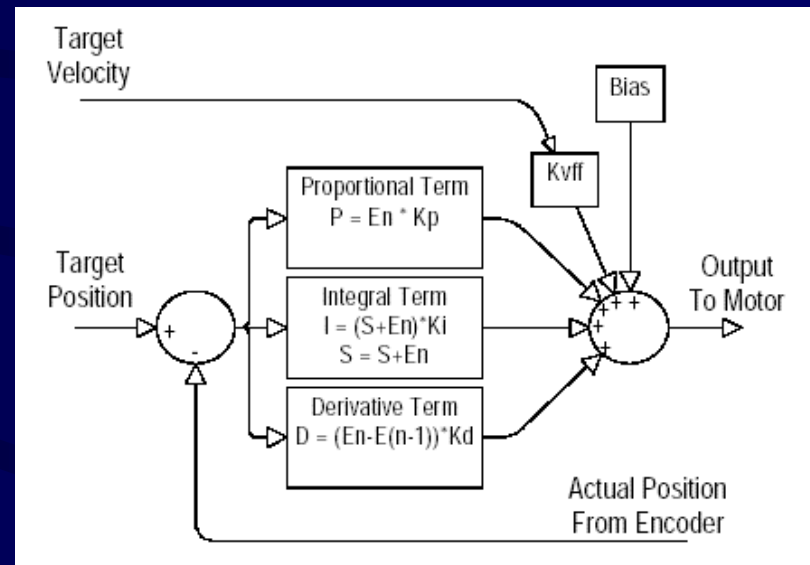 Target
Velocity
Bias
Kvff
Proportional Term
P = En * Kp
Target
Position
Integral Term
I = (S+En)*Ki
S = S+En
Output
To Motor
+
-
+
+
+
+
+
Derivative Term
D = (En-E(n-1))*Kd
Actual Position
From Encoder